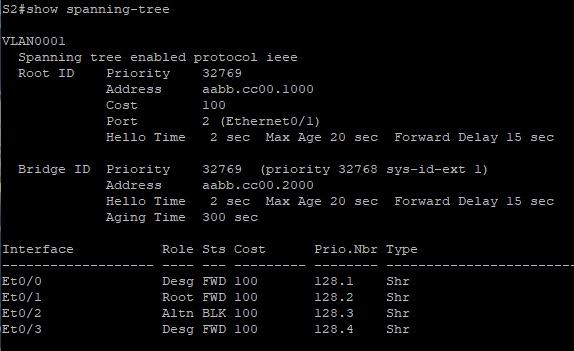 S2#show spanning-tree
VLAN0001
Spanning tree enabled protocol ieee
Root ID    Priority    32769
Address     aabb.cc00.1000
Cost        100
Port        2 (Ethernet0/1)
Hello Time   2 sec  Max Age 20 sec  Forward Delay 15 sec
Bridge ID  Priority    32769  (priority 32768 sys-id-ext 1)
Address     aabb.cc00.2000
Hello Time   2 sec  Max Age 20 sec  Forward Delay 15 sec
Aging Time  300 sec
Interface           Role Sts Cost      Prio.Nbr Type
------------------- ---- --- --------- -------- --------------------------------
Et0/0               Desg FWD 100       128.1    Shr
Et0/1               Root FWD 100       128.2    Shr
Et0/2               Altn BLK 100       128.3    Shr
Et0/3               Desg FWD 100       128.4    Shr